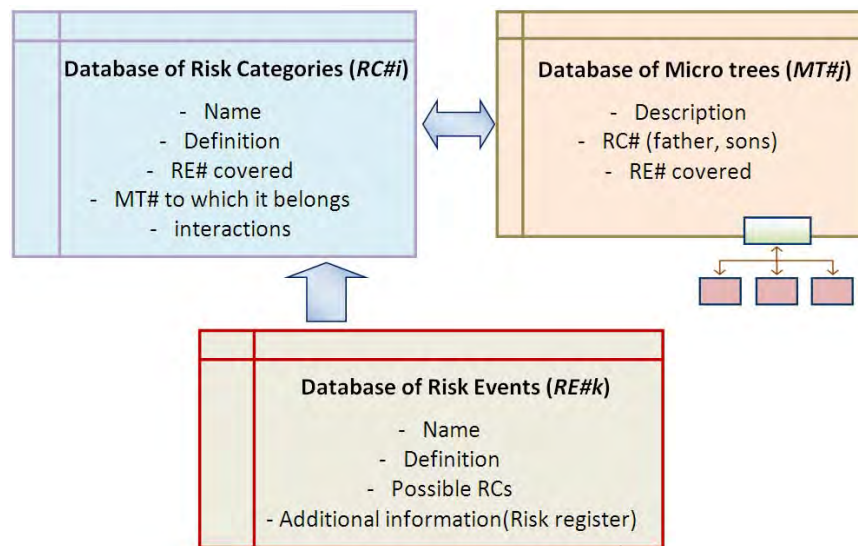 Database of Risk Categories (RC#i)
- Name
- Definition
- RE# covered
- MT# to which it belongs
- interactions
Database of Micro trees (MT#j)
- Description
- RC# (father, sons)
- RE# covered
Database of Risk Events (RE#k)
- Name
- Definition
- Possible RCs
- Additional information(Risk register)